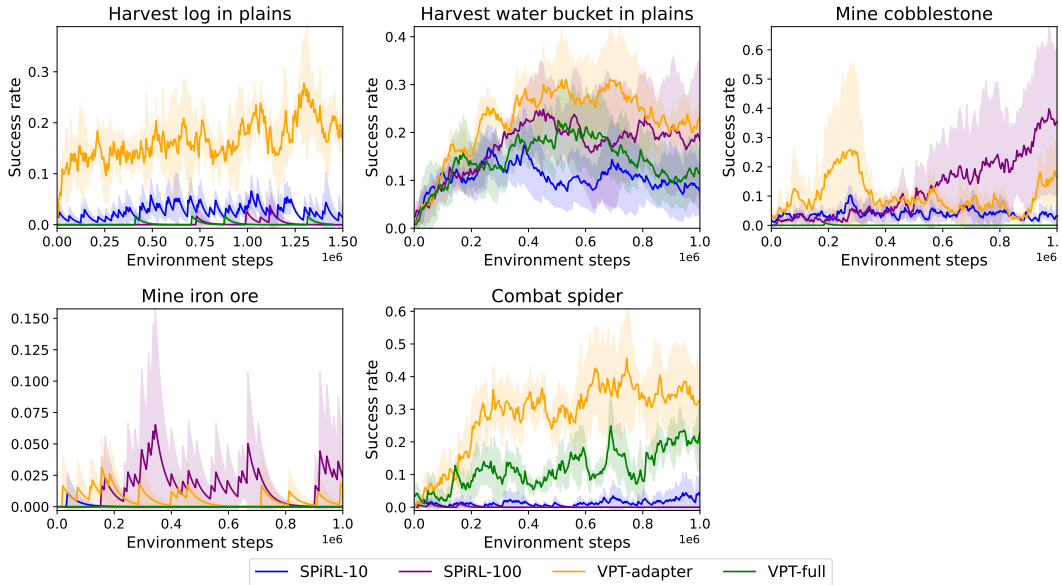 Harvest log in plains
Success rate
0.3
0.2
0.1
0.0
0.00 0.25 0.50 0.75 1.00 1.25 1.50
Environment steps
1e6
Harvest water bucket in plains
Success rate
0.4
0.3
0.2
0.1
0.0
0.0 0.2 0.4 0.6 0.8 1.0
Environment steps
1e6
Mine cobblestone
Success rate
0.6
0.5
0.4
0.3
0.2
0.1
0.0
0.0 0.2 0.4 0.6 0.8 1.
Environment steps
1e6
Mine iron ore
0.150
0.125
0.100
0.075
0.050
0.025
0.000
0.0 0.2 0.4 0.6 0.8 1.0
Environment steps
1e6
Combat spider
Success rate
0.6
0.5
0.4
0.3
0.2
0.1
0.0
0.0 0.2 0.4 0.6 0.8 1.0
Environment steps
1e6
SPiRL-10 SPiRL-100 VPT-adapter VPT-full